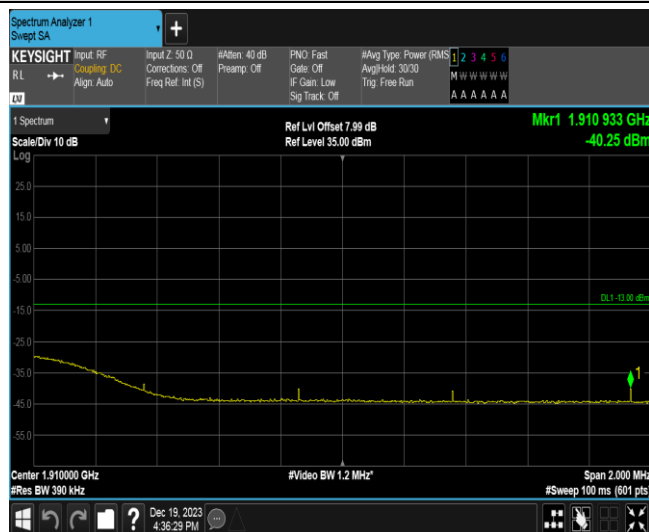 Spectrum Analyzer 1
Swept SA
+
KEYSIGHT
RL
LXI
Input: RF
Coupling: DC
Align: Auto
Input Z: 50 Ω
Corrections: Off
Freq Ref: Int (S)
#Atten: 40 dB
Preamp: Off
PNO: Fast
Gate: Off
IF Gain: Low
Sig Track: Off
#Avg Type: Power (RMS
Avg|Hold: 30/30
Trig: Free Run
1 2 3 4 5 6
M W W W W W
A A A A A A
1 Spectrum
Scale/Div 10 dB
Log
Ref Lvl Offset 7.99 dB
Ref Level 35.00 dBm
Mkr1 1.910 933 GHz
-40.25 dBm
25.0
15.0
5.00
-5.00
DL1 -13.00 dBm
-15.0
-25.0
-35.0
1
-45.0
-55.0
Center 1.910000 GHz
#Res BW 390 kHz
#Video BW 1.2 MHz*
Span 2.000 MHz
#Sweep 100 ms (601 pts)
?
Dec 19, 2023
4:36:29 PM